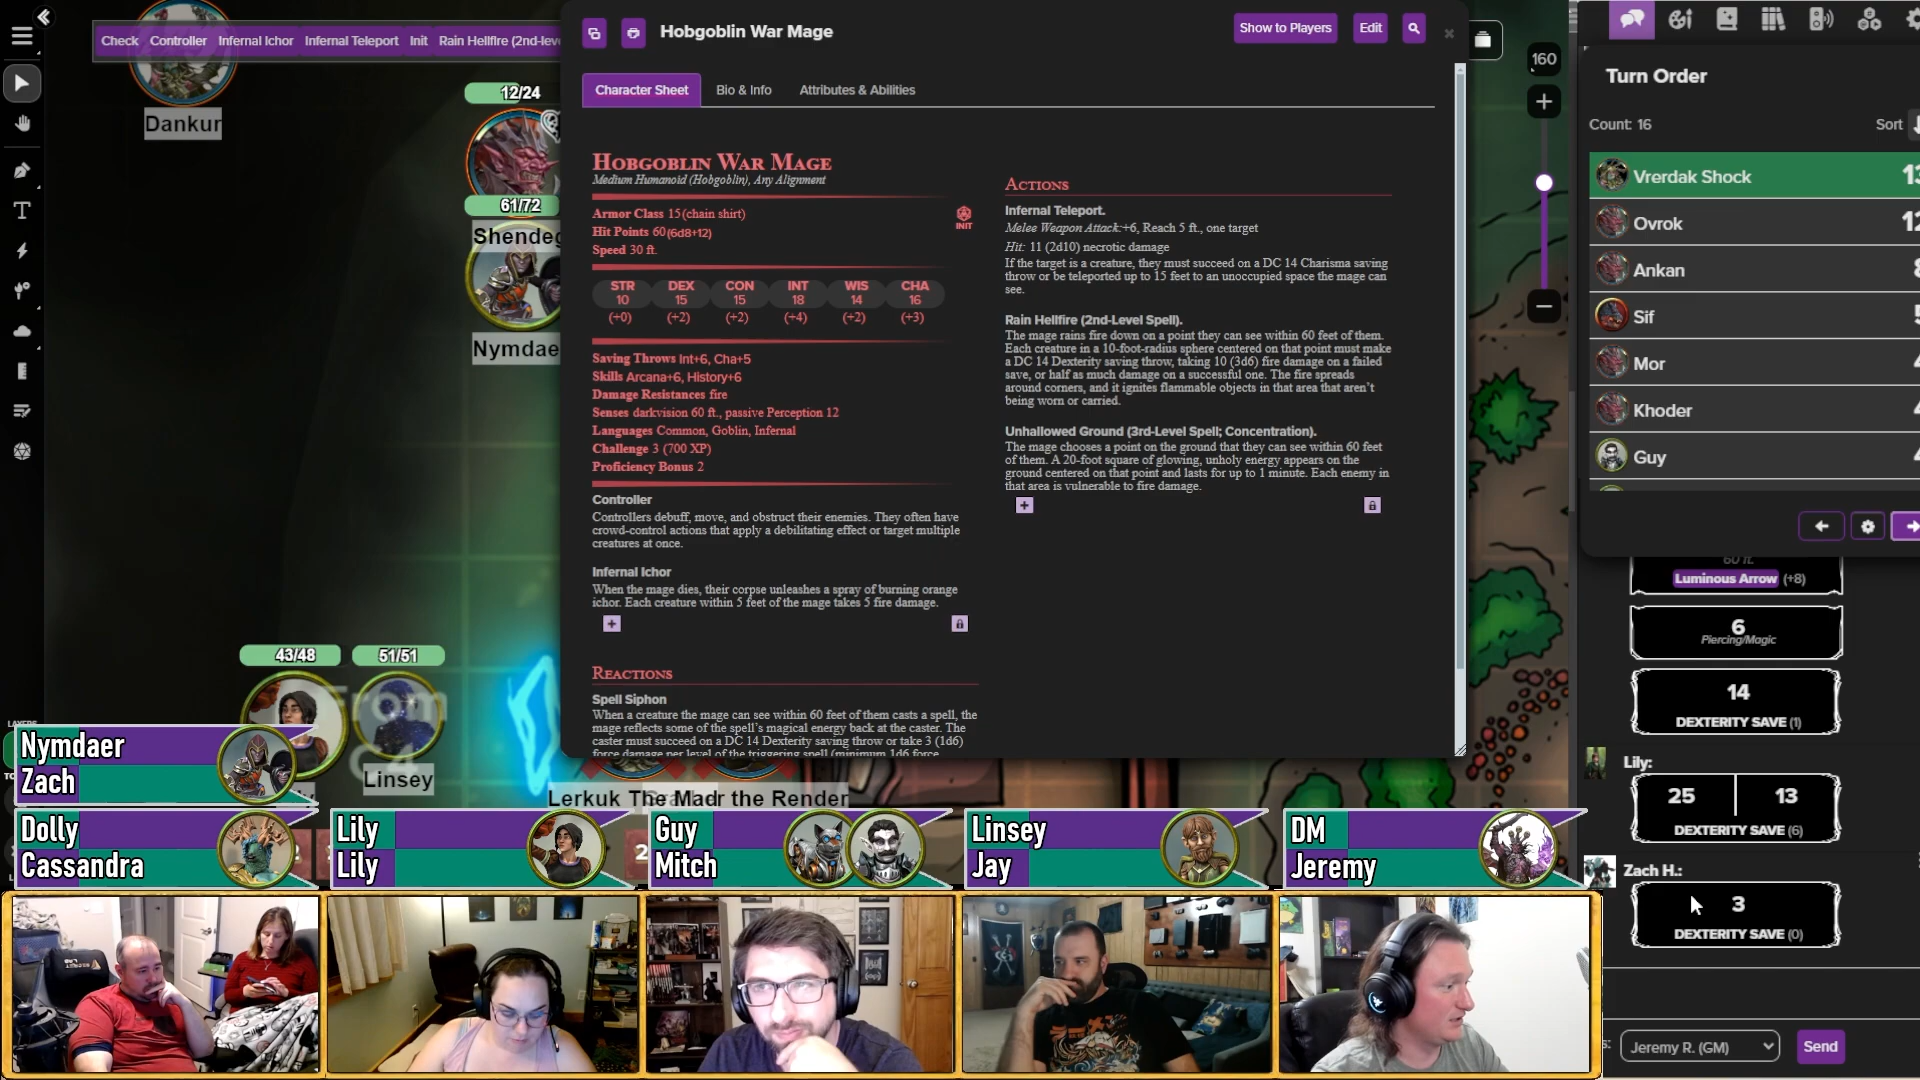 Check Controller Infernal Ichor Infernal Teleport Init Rain Hellfire (2nd-leve
Dankur
12/24
61/72
Shende
Nymdae
43/48
51/51
Linsey
Lerkuk The Mad
r the Render
Hobgoblin War Mage
Show to Players
Edit
Character Sheet
Bio & Info
Attributes & Abilities
Hobgoblin War Mage
Medium Humanoid (Hobgoblin), Any Alignment
Armor Class 15(chain shirt)
Hit Points 60(6d8+12)
Speed 30 ft.
INIT
STR DEX CON INT WIS CHA
10 15 15 18 14 16
(+0) (+2) (+2) (+4) (+2) (+3)
Saving Throws Int+6, Cha+5
Skills Arcana+6, History+6
Damage Resistances fire
Senses darkvision 60 ft., passive Perception 12
Languages Common, Goblin, Infernal
Challenge 3 (700 XP)
Proficiency Bonus 2
Controller
Controllers debuff, move, and obstruct their enemies. They often have
crowd-control actions that apply a debilitating effect or target multiple
creatures at once.
Infernal Ichor
When the mage dies, their corpse unleashes a spray of burning orange
ichor. Each creature within 5 feet of the mage takes 5 fire damage.
Reactions
Spell Siphon
When a creature the mage can see within 60 feet of them casts a spell, the
mage reflects some of the spell's magical energy back at the caster. The
caster must succeed on a DC 14 Dexterity saving throw or take 3 (1d6)
force damage per level of the triggering spell (minimum 1d6 force
Actions
Infernal Teleport.
Melee Weapon Attack:+6, Reach 5 ft., one target
Hit: 11 (2d10) necrotic damage
If the target is a creature, they must succeed on a DC 14 Charisma saving
throw or be teleported up to 15 feet to an unoccupied space the mage can
see.
Rain Hellfire (2nd-Level Spell).
The mage rains fire down on a point they can see within 60 feet of them.
Each creature in a 10-foot-radius sphere centered on that point must make
a DC 14 Dexterity saving throw, taking 10 (3d6) fire damage on a failed
save, or half as much damage on a successful one. The fire spreads
around corners, and it ignites flammable objects in that area that aren't
being worn or carried.
Unhallowed Ground (3rd-Level Spell; Concentration).
The mage chooses a point on the ground that they can see within 60 feet
of them. A 20-foot square of glowing, unholy energy appears on the
ground centered on that point and lasts for up to 1 minute. Each enemy in
that area is vulnerable to fire damage.
160
Turn Order
Count: 16
Sort
Vrerdak Shock
Ovrok
Ankan
Sif
Mor
Khoder
Guy
60 ft.
Luminous Arrow (+8)
6
Piercing/Magic
14
DEXTERITY SAVE (1)
Lily:
25 13
DEXTERITY SAVE (6)
Zach H.:
3
DEXTERITY SAVE (0)
Jeremy R. (GM)
Send
Nymdaer
Zach
Dolly
Cassandra
Lily
Lily
Guy
Mitch
Linsey
Jay
DM
Jeremy